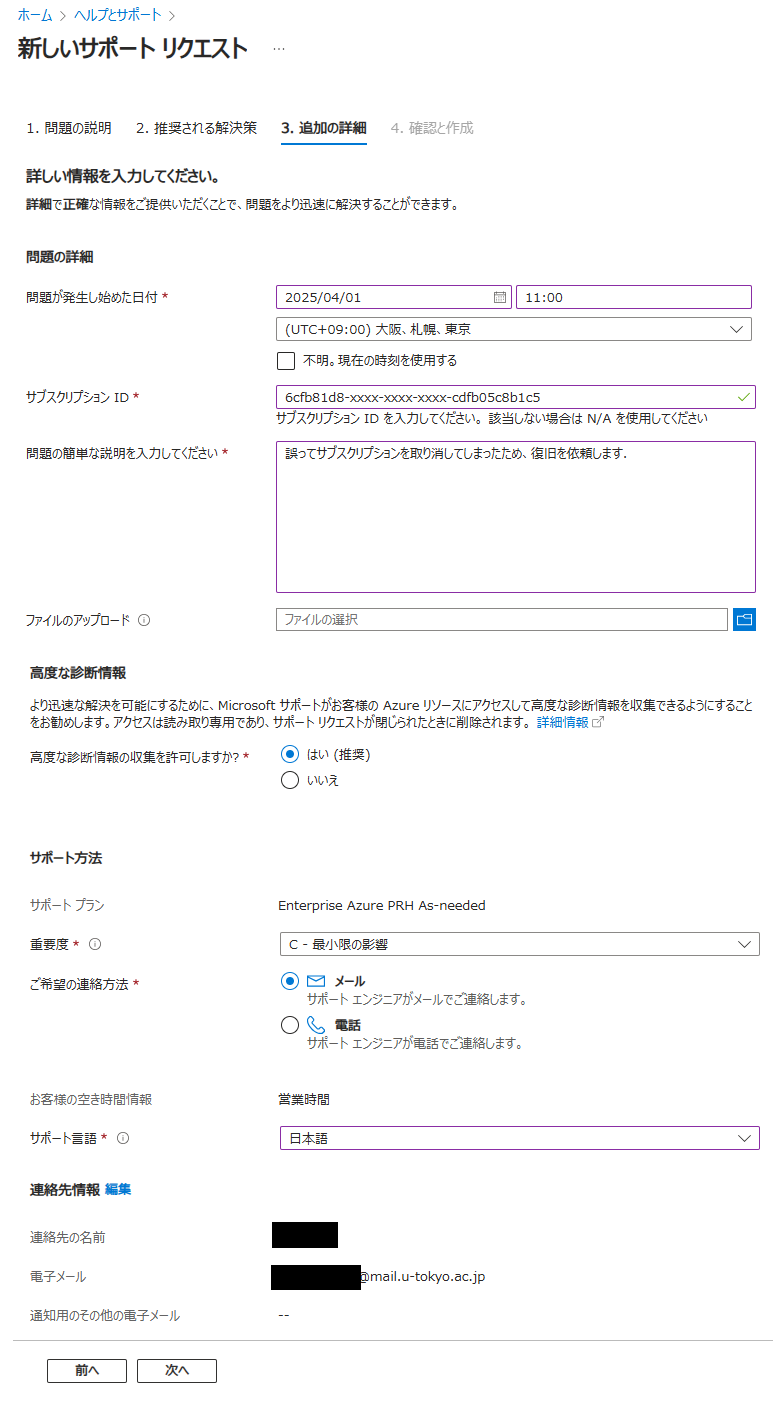 ホーム > ヘルプとサポート >
新しいサポート リクエスト ...
1. 問題の説明 2. 推奨される解決策 3. 追加の詳細 4. 確認と作成
詳しい情報を入力してください。
詳細で正確な情報をご提供いただくことで、問題をより迅速に解決することができます。
問題の詳細
問題が発生し始めた日付 * 2025/04/01 11:00
(UTC+09:00) 大阪、札幌、東京
不明。現在の時刻を使用する
サブスクリプション ID * 6cfb81d8-xxxx-xxxx-xxxx-cdfb05c8b1c5
サブスクリプション ID を入力してください。 該当しない場合は N/A を使用してください
問題の簡単な説明を入力してください * 誤ってサブスクリプションを取り消してしまったため、復旧を依頼します.
ファイルのアップロード ファイルの選択
高度な診断情報
より迅速な解決を可能にするために、Microsoft サポートがお客様の Azure リソースにアクセスして高度な診断情報を収集できるようにすること
をお勧めします。アクセスは読み取り専用であり、サポート リクエストが閉じられたときに削除されます。 詳細情報
高度な診断情報の収集を許可しますか? * はい (推奨)
いいえ
サポート方法
サポート プラン Enterprise Azure PRH As-needed
重要度 * C - 最小限の影響
ご希望の連絡方法 * メール
サポート エンジニアがメールでご連絡します。
電話
サポート エンジニアが電話でご連絡します。
お客様の空き時間情報 営業時間
サポート言語 * 日本語
連絡先情報 編集
連絡先の名前
電子メール @mail.u-tokyo.ac.jp
通知用のその他の電子メール --
前へ 次へ